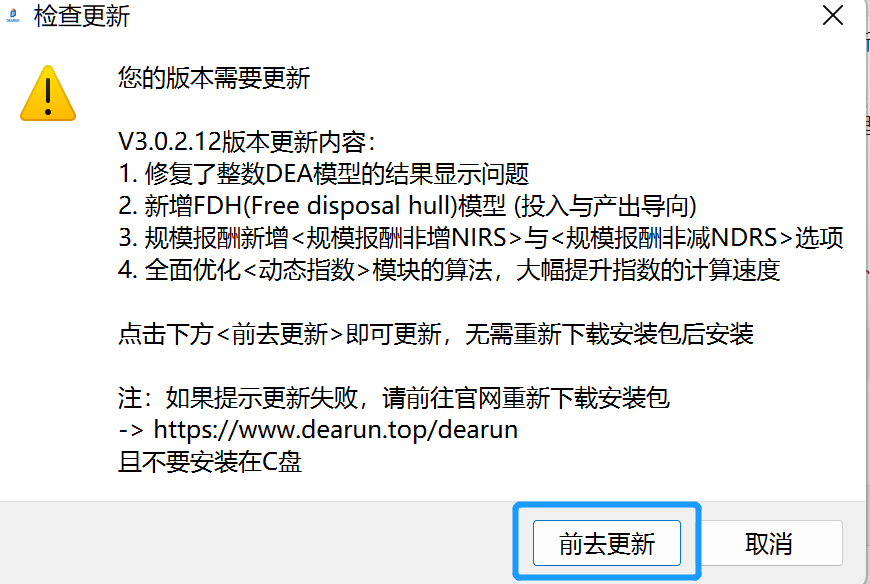 检查更新
您的版本需要更新
V3.0.2.12版本更新内容：
1. 修复了整数DEA模型的结果显示问题
2. 新增FDH(Free disposal hull)模型 (投入与产出导向)
3. 规模报酬新增<规模报酬非增NIRS>与<规模报酬非减NDRS>选项
4. 全面优化<动态指数>模块的算法，大幅提升指数的计算速度
点击下方<前去更新>即可更新，无需重新下载安装包后安装
注：如果提示更新失败，请前往官网重新下载安装包
-> https://www.dearun.top/dearun
且不要安装在C盘
前去更新 取消